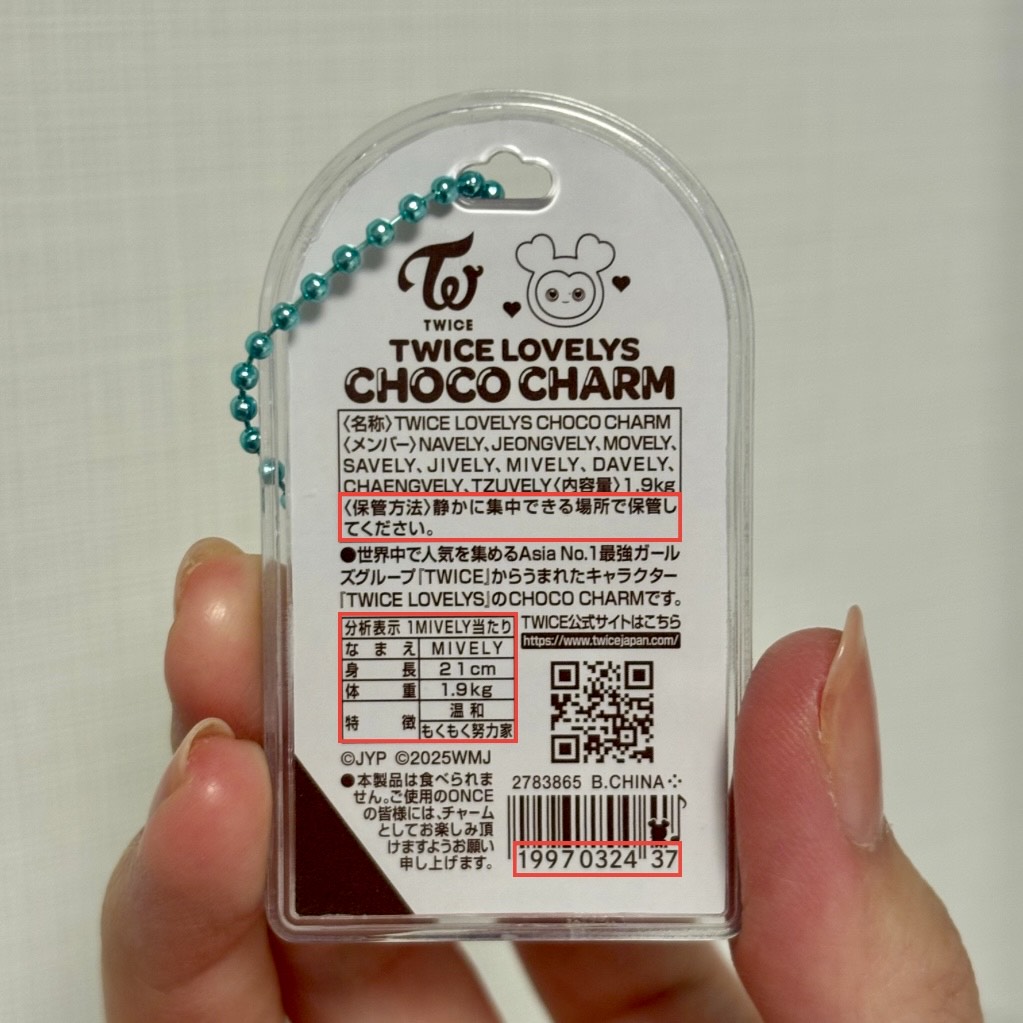 TWICE
TWICE LOVELYS
CHOCO CHARM
〈名称〉TWICE LOVELYS CHOCO CHARM
〈メンバー〉NAVELY、JEONGVELY、MOVELY、
SAVELY、JIVELY、MIVELY、DAVELY、
CHAENGVELY、TZUVELY〈内容量〉1.9kg
〈保管方法〉静かに集中できる場所で保管し
てください。
●世界中で人気を集めるAsia No.1最強ガール
ズグループ『TWICE』からうまれたキャラクター
『TWICE LOVELYS』のCHOCO CHARMです。
分析表示 1MIVELY当たり
なまえ MIVELY
身長 21cm
体重 1.9kg
特徴 温和
もくもく努力家
TWICE公式サイトはこちら
https://www.twicejapan.com/
©JYP ©2025WMJ
●本製品は食べられま
せん。ご使用のONCE
の皆様には、チャーム
としてお楽しみ頂
けますようお願い
申し上げます。
2783865 B.CHINA
19970324 37